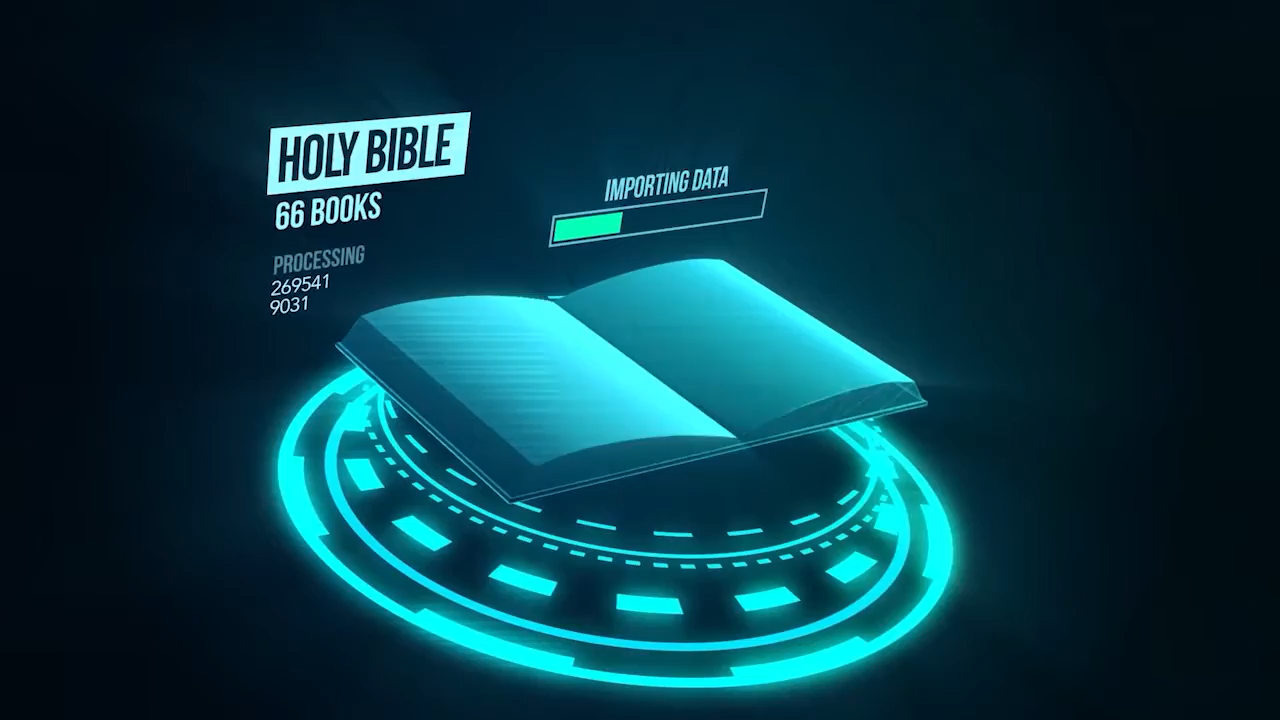 HOLY BIBLE
66 BOOKS
PROCESSING
269541
9031
IMPORTING DATA